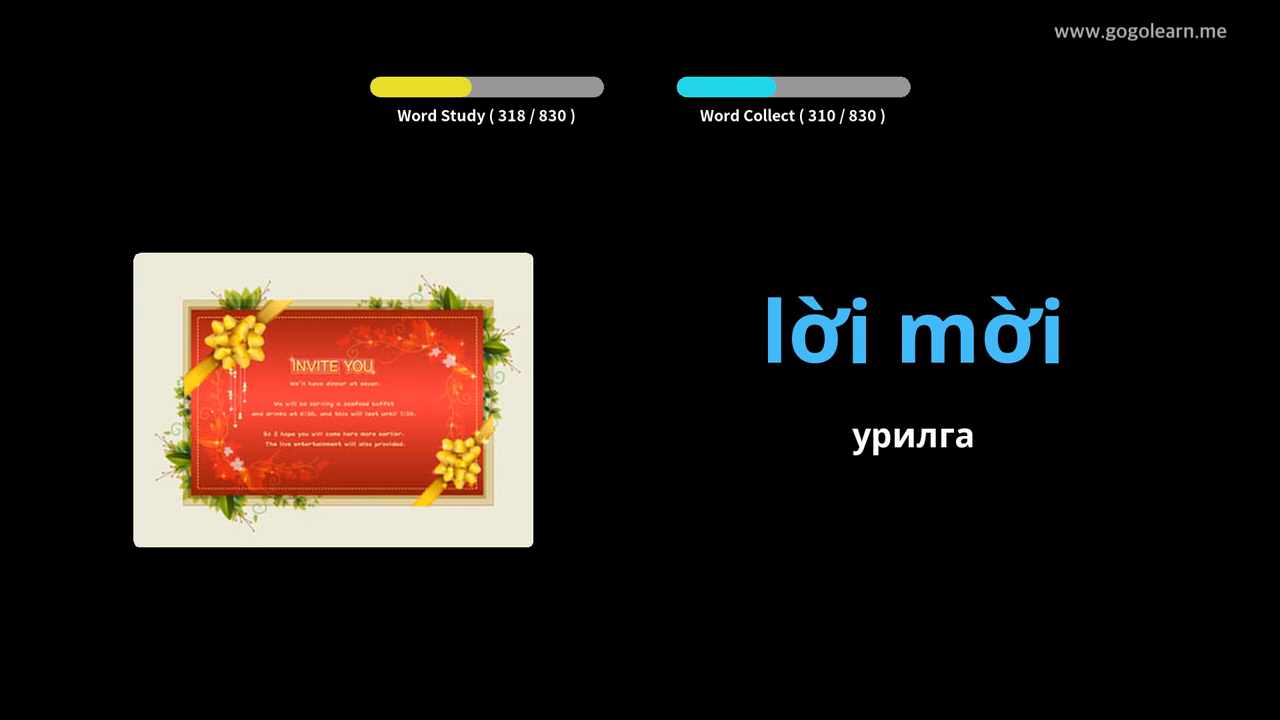 www.gogolearn.me
Word Study ( 318 / 830 )
Word Collect ( 310 / 830 )
INVITE YOU
We'll have dinner at seven.
We will be serving a seafood buffet
and drinks at 6:30, and this will last until 7:30.
So I hope you will come here more earlier.
The live entertainment will also provided.
lời mời
урилга